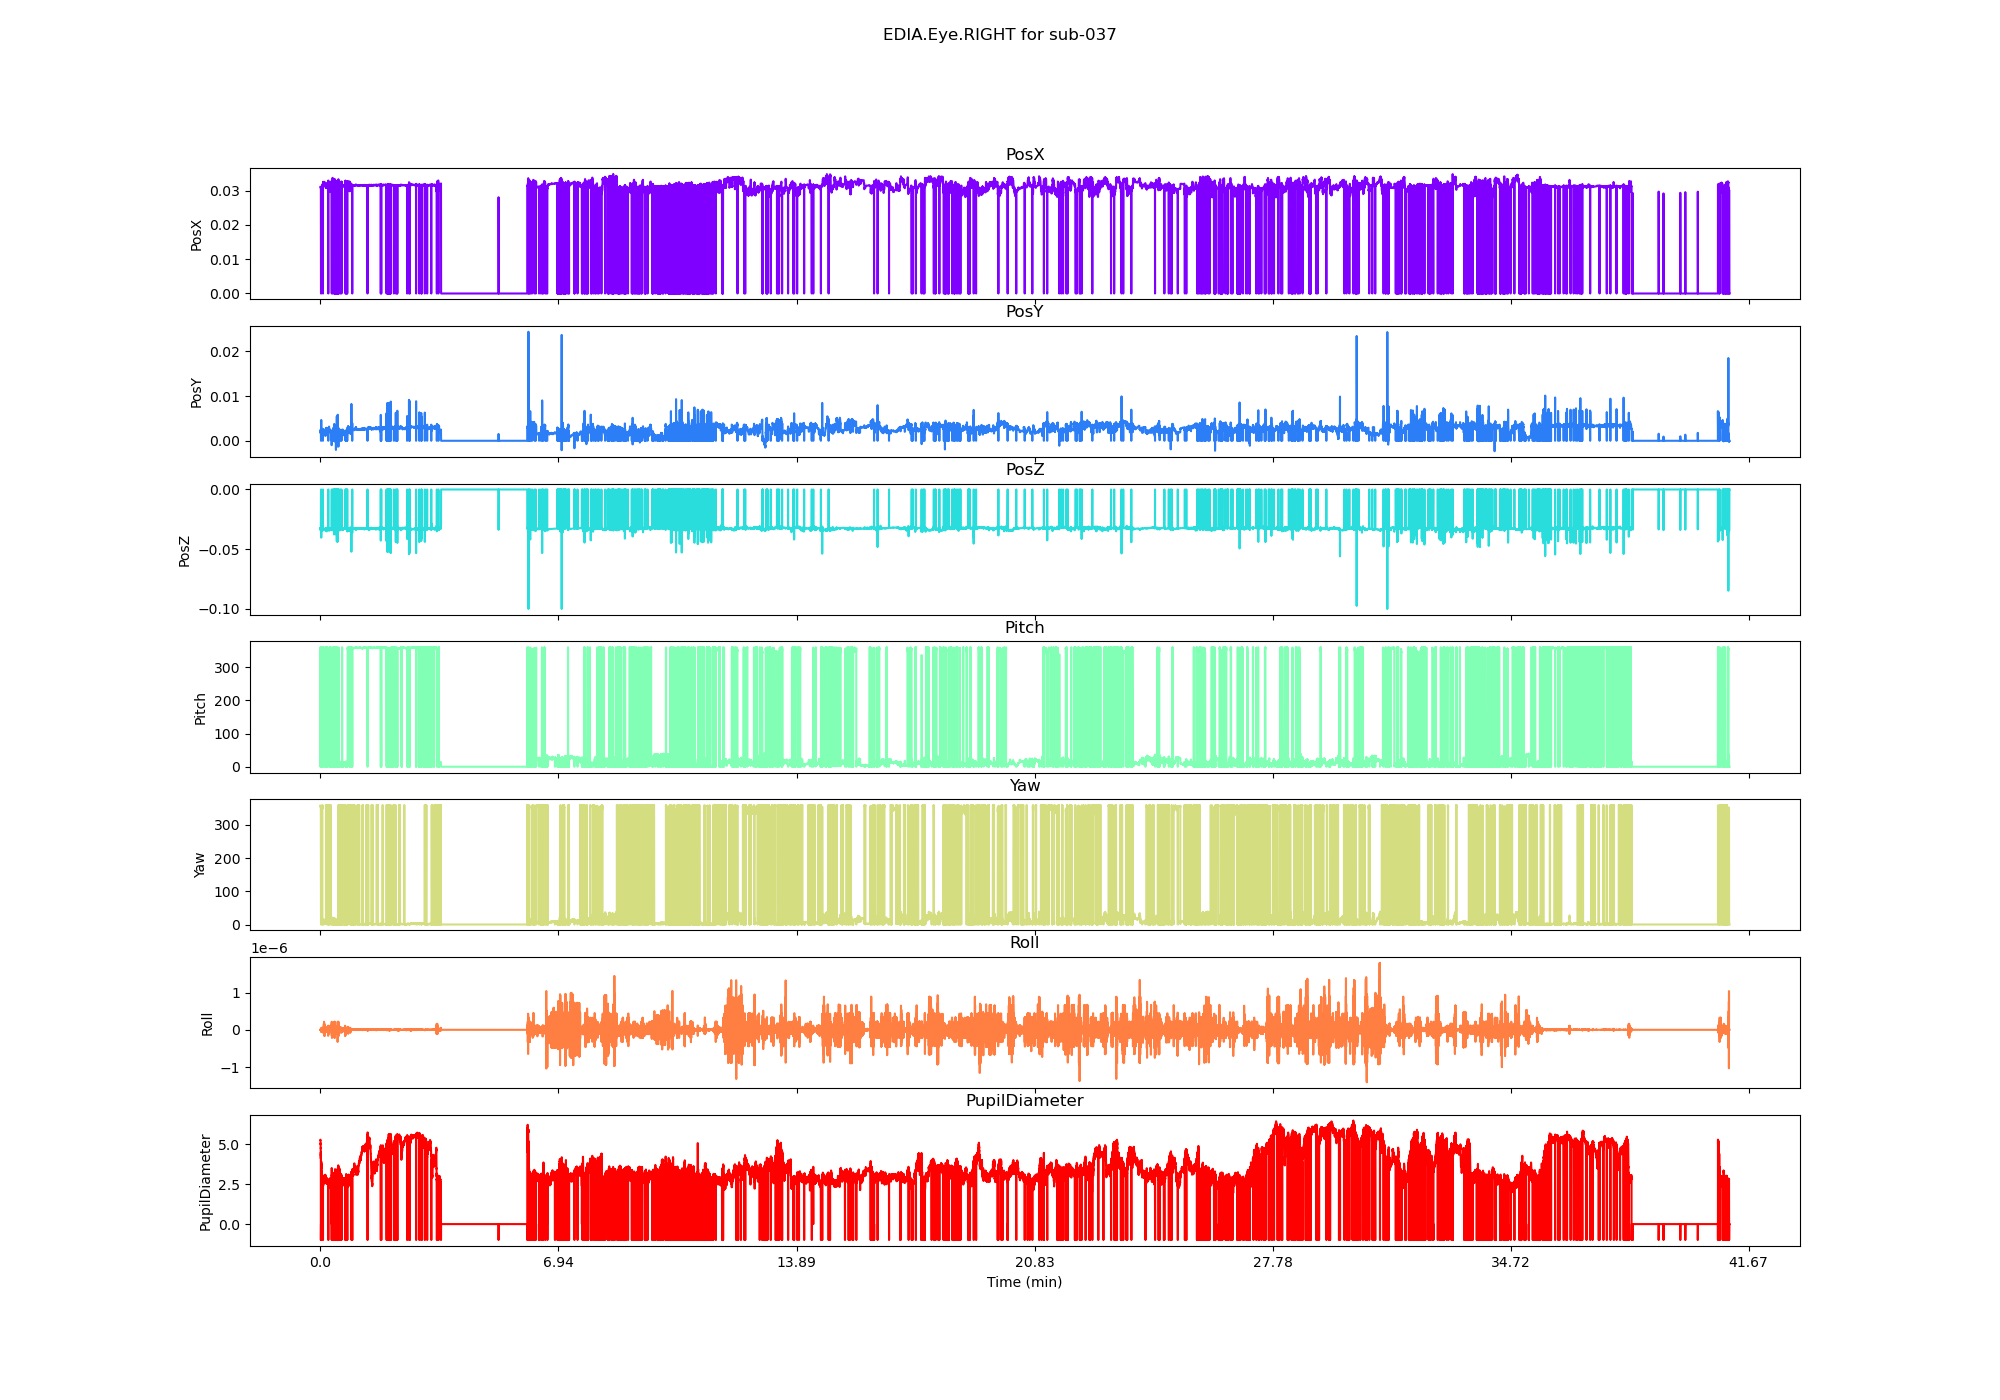 EDIA.Eye.RIGHT for sub-037
PosX
PosX
0.03
0.02
0.01
0.00
PosY
PosY
0.02
0.01
0.00
PosZ
PosZ
0.00
−0.05
−0.10
Pitch
Pitch
300
200
100
0
Yaw
Yaw
300
200
100
0
1e−6
Roll
Roll
1
0
−1
PupilDiameter
PupilDiameter
5.0
2.5
0.0
0.0 6.94 13.89 20.83 27.78 34.72 41.67
Time (min)